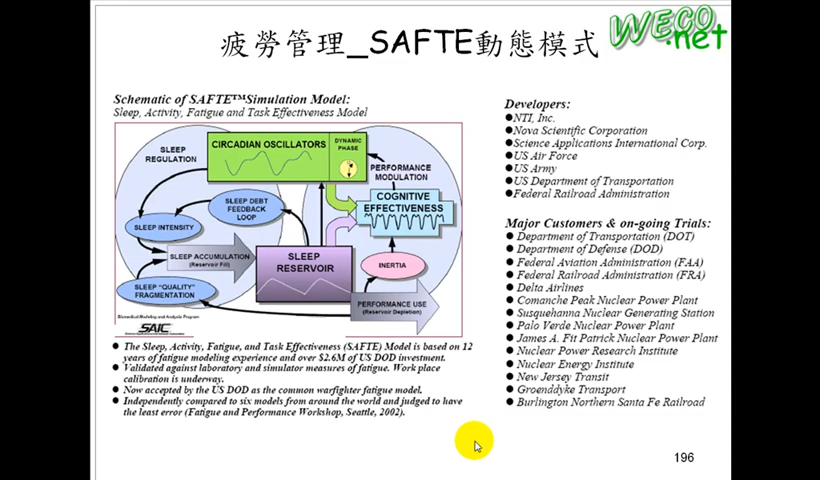 疲勞管理_SAFTE動態模式
WECO
.net
Schematic of SAFTE™Simulation Model:
Sleep, Activity, Fatigue and Task Effectiveness Model
SLEEP
REGULATION
CIRCADIAN OSCILLATORS
DYNAMIC
PHASE
PERFORMANCE
MODULATION
SLEEP DEBT
FEEDBACK
LOOP
COGNITIVE
EFFECTIVENESS
SLEEP INTENSITY
SLEEP ACCUMULATION
(Reservoir Fill)
SLEEP
RESERVOIR
INERTIA
SLEEP "QUALITY"
FRAGMENTATION
PERFORMANCE USE
(Reservoir Depletion)
Biomedical Modeling and Analysis Program
SAIC
● The Sleep, Activity, Fatigue, and Task Effectiveness (SAFTE) Model is based on 12
years of fatigue modeling experience and over $2.6M of US DOD investment.
● Validated against laboratory and simulator measures of fatigue. Work place
calibration is underway.
● Now accepted by the US DOD as the common warfighter fatigue model.
● Independently compared to six models from around the world and judged to have
the least error (Fatigue and Performance Workshop, Seattle, 2002).
Developers:
●NTI, Inc.
●Nova Scientific Corporation
●Science Applications International Corp.
●US Air Force
●US Army
●US Department of Transportation
●Federal Railroad Administration
Major Customers & on-going Trials:
●Department of Transportation (DOT)
●Department of Defense (DOD)
●Federal Aviation Administration (FAA)
●Federal Railroad Administration (FRA)
●Delta Airlines
●Comanche Peak Nuclear Power Plant
●Susquehanna Nuclear Generating Station
●Palo Verde Nuclear Power Plant
●James A. Fit Patrick Nuclear Power Plant
●Nuclear Power Research Institute
●Nuclear Energy Institute
●New Jersey Transit
●Groenddyke Transport
●Burlington Northern Santa Fe Railroad
196